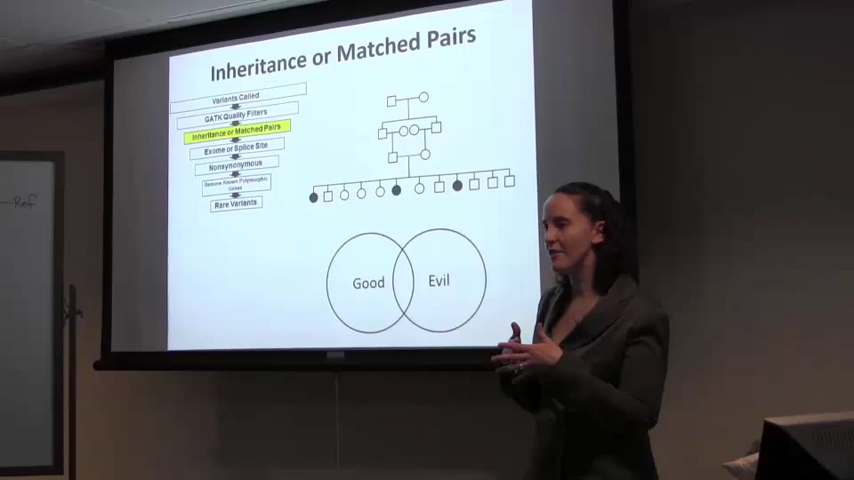 Inheritance or Matched Pairs
Variants Called
GATK Quality Filters
Inheritance or Matched Pairs
Exome or Splice Site
Nonsynonymous
Remove Known Polymorphic
Genes
Rare Variants
Good
Evil
Ref